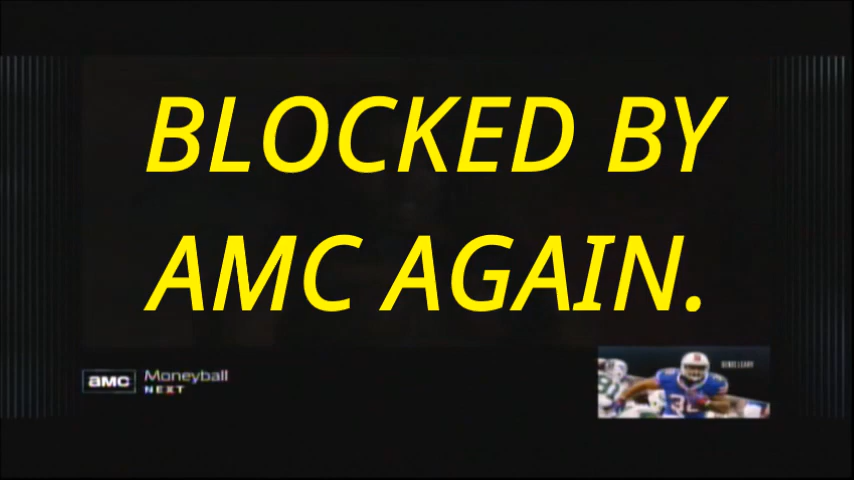 BLOCKED BY
AMC AGAIN.
amc
Moneyball
NEXT